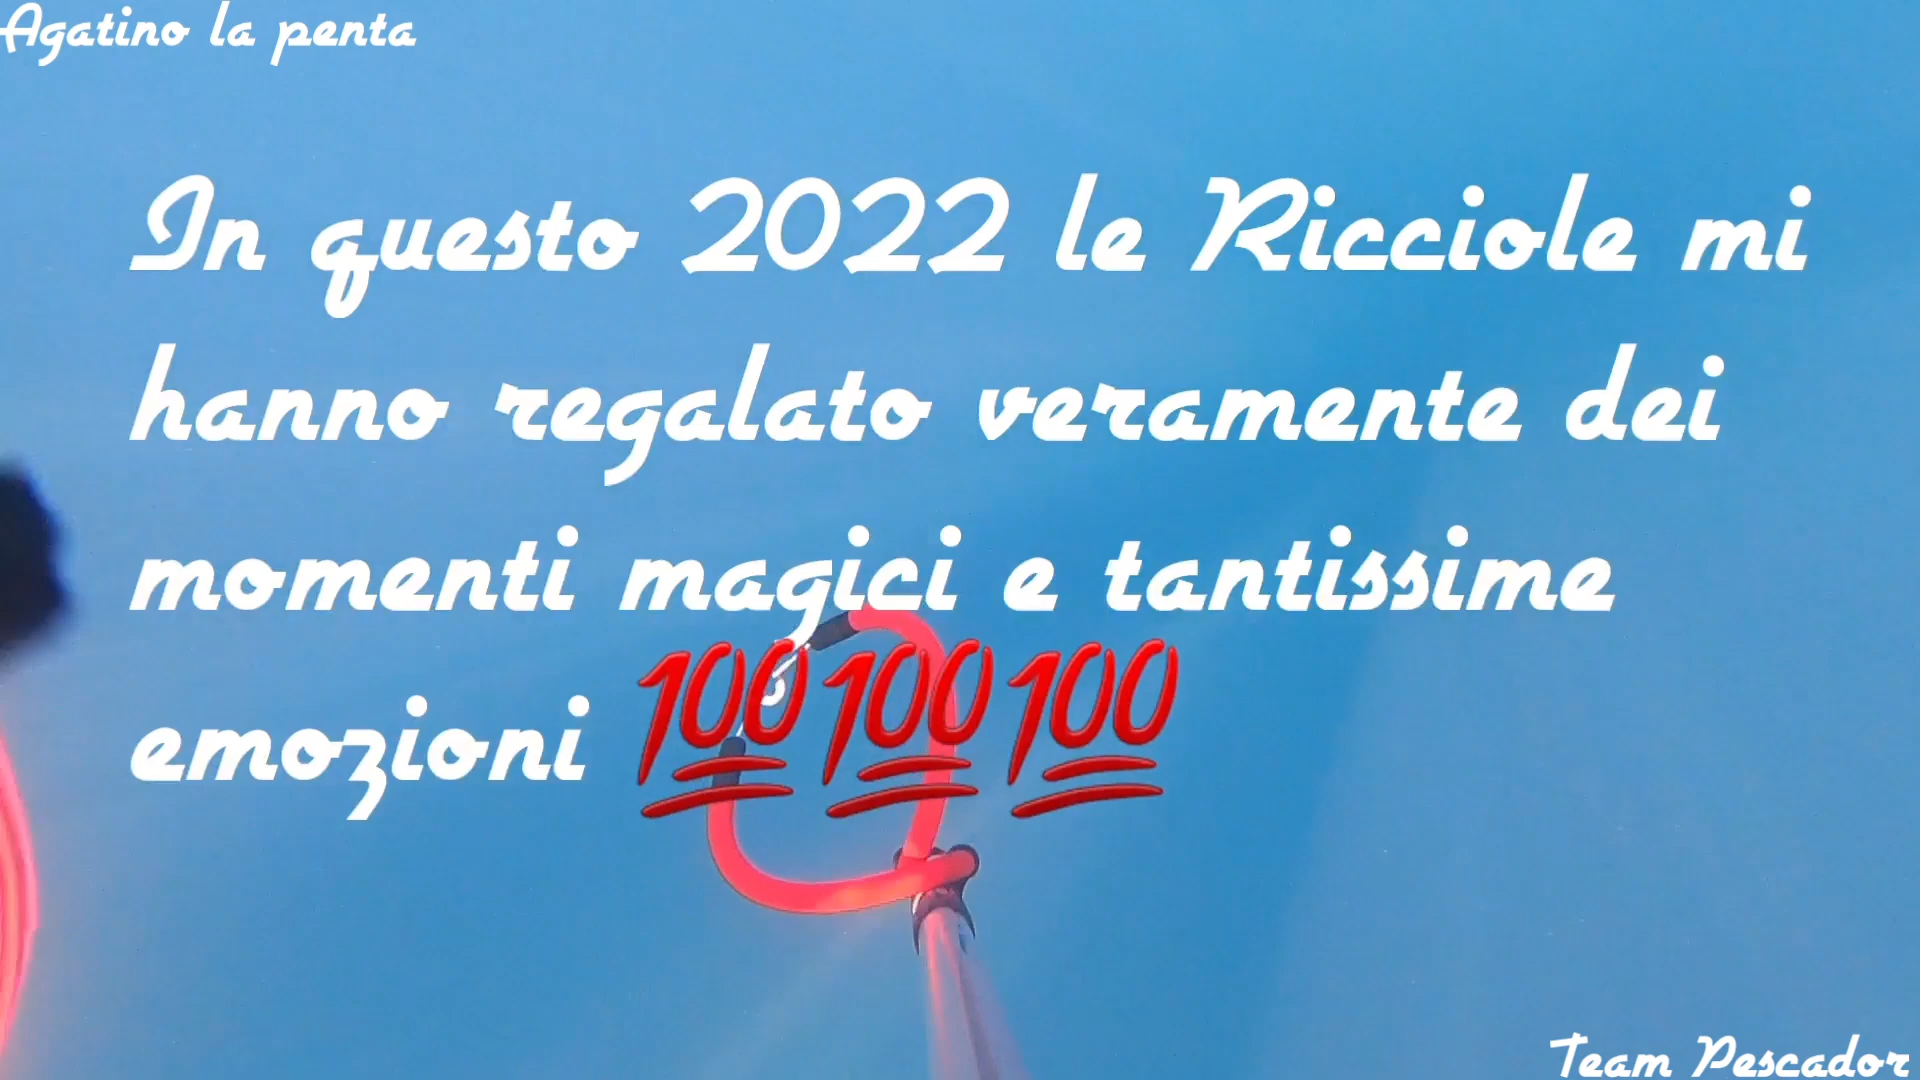 Agatino la penta
In questo 2022 le Ricciole mi
hanno regalato veramente dei
momenti magici e tantissime
emozioni 💯💯💯
Team Pescador